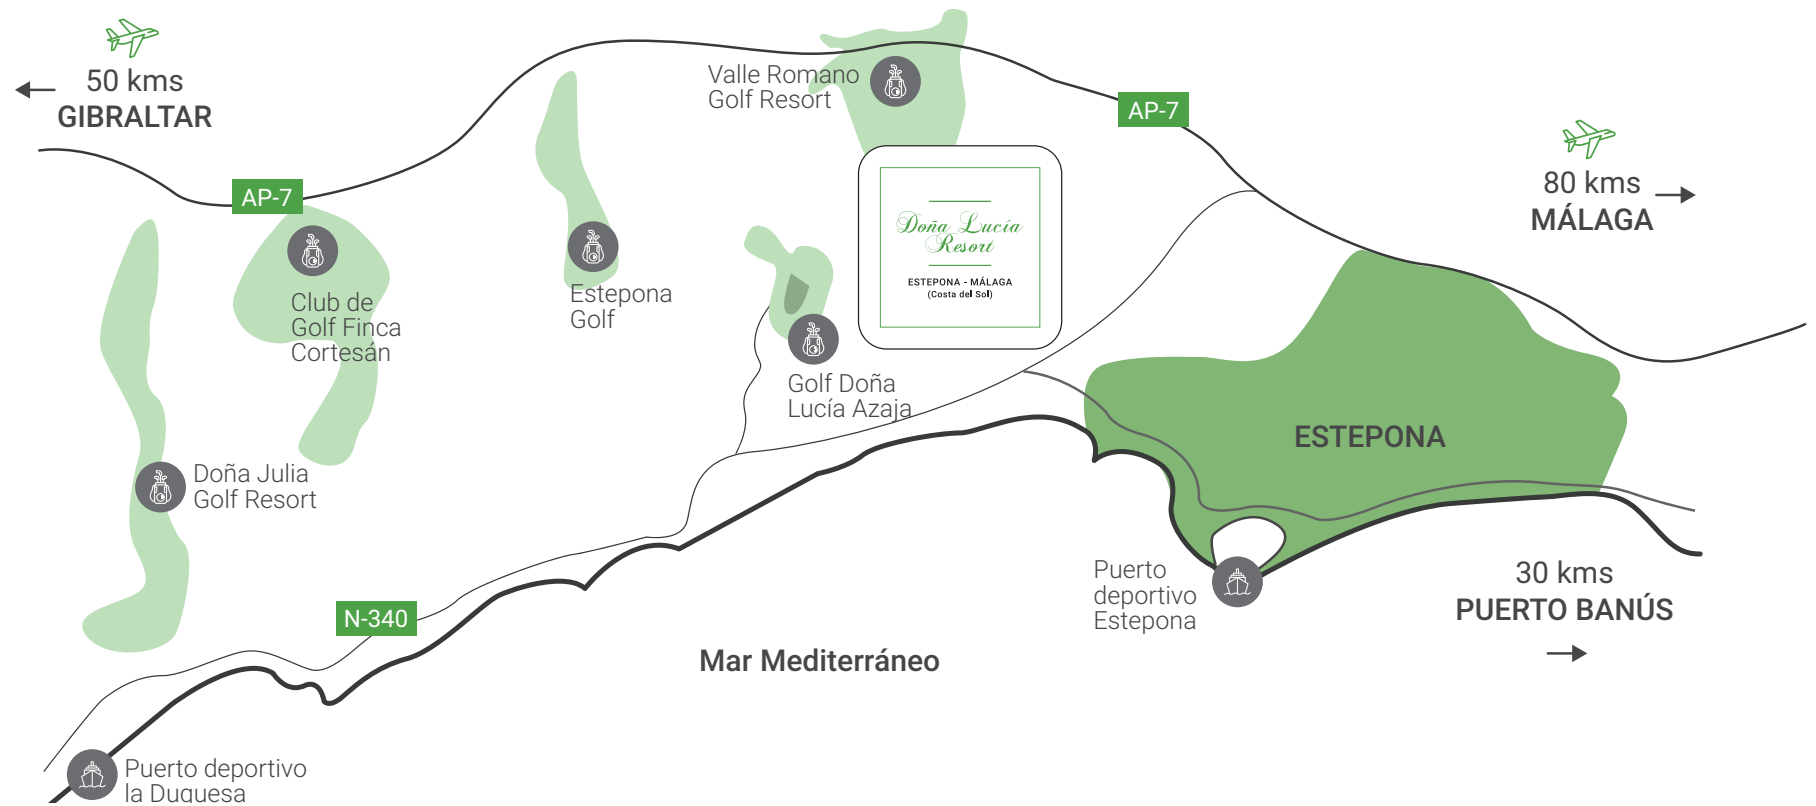 50 kms
GIBRALTAR
Valle Romano
Golf Resort
AP-7
80 kms
MÁLAGA
AP-7
Doña Lucía
Resort
ESTEPONA - MÁLAGA
(Costa del Sol)
Club de
Golf Finca
Cortesán
Estepona
Golf
Golf Doña
Lucía Azaja
ESTEPONA
Doña Julia
Golf Resort
Puerto
deportivo
Estepona
30 kms
PUERTO BANÚS
N-340
Mar Mediterráneo
Puerto deportivo
la Duquesa